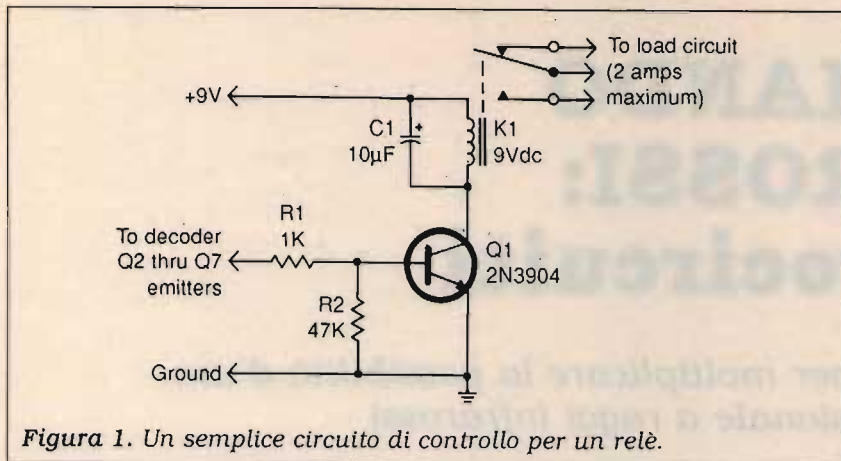 To load circuit
(2 amps
maximum)
+9V
C1
10µF
K1
9Vdc
R1
1K
To decoder
Q2 thru Q7
emitters
Q1
2N3904
R2
47K
Ground
Figura 1. Un semplice circuito di controllo per un relè.